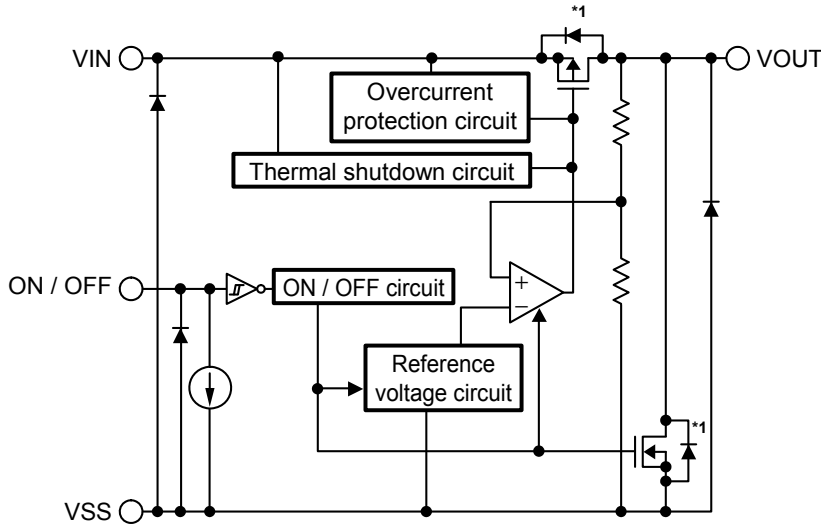 *1
VIN
VOUT
Overcurrent
protection circuit
Thermal shutdown circuit
ON / OFF
ON / OFF circuit
+
−
Reference
voltage circuit
*1
VSS